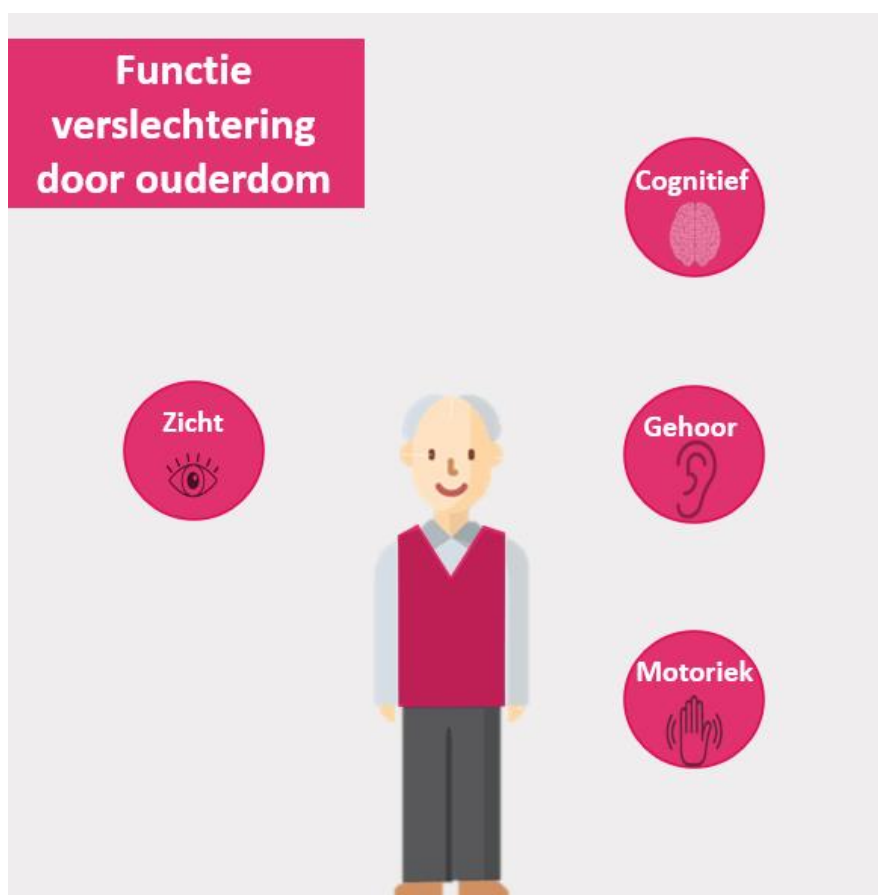 Functie
verslechtering
door ouderdom
Cognitief
Zicht
Gehoor
Motoriek